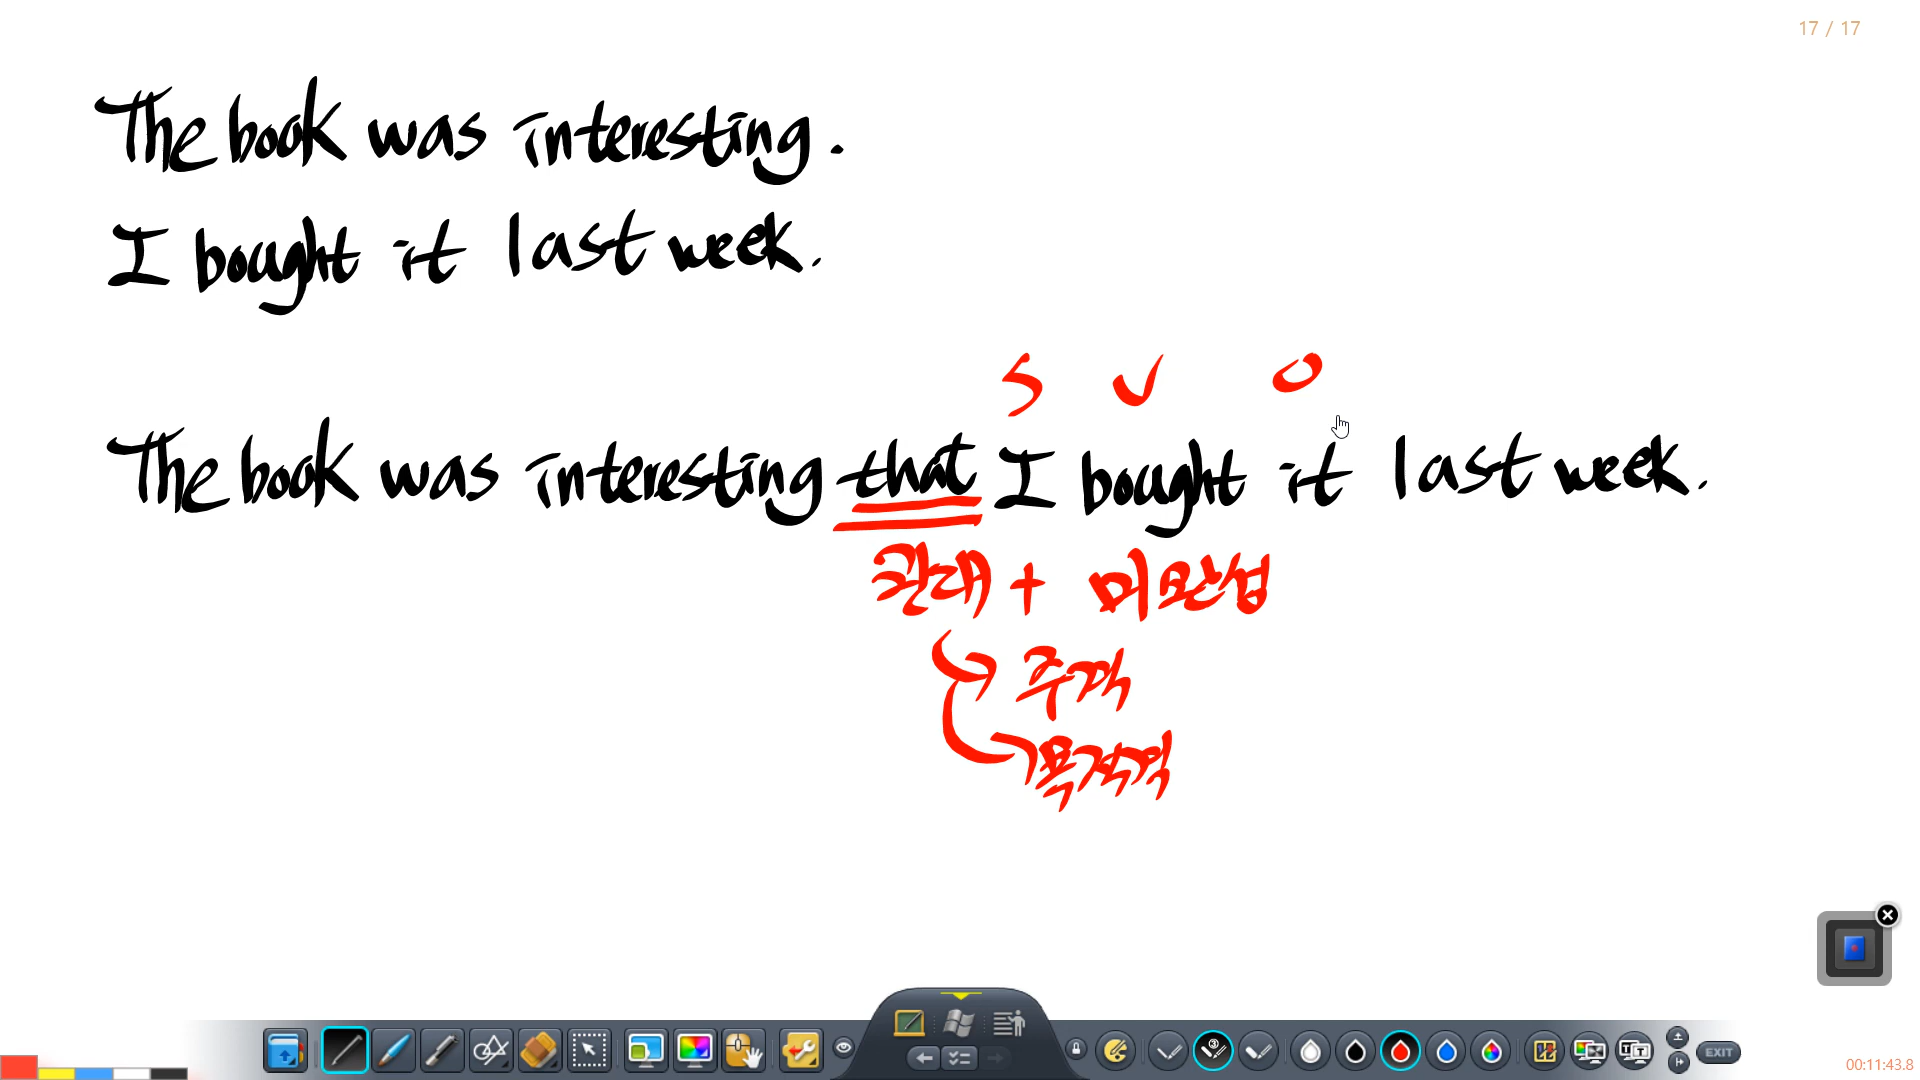 17 / 17
The book was interesting.
I bought it last week.
S V O
The book was interesting that I bought it last week.
관대 + 미완성
주격
목적격
EXIT
00:11:43.8